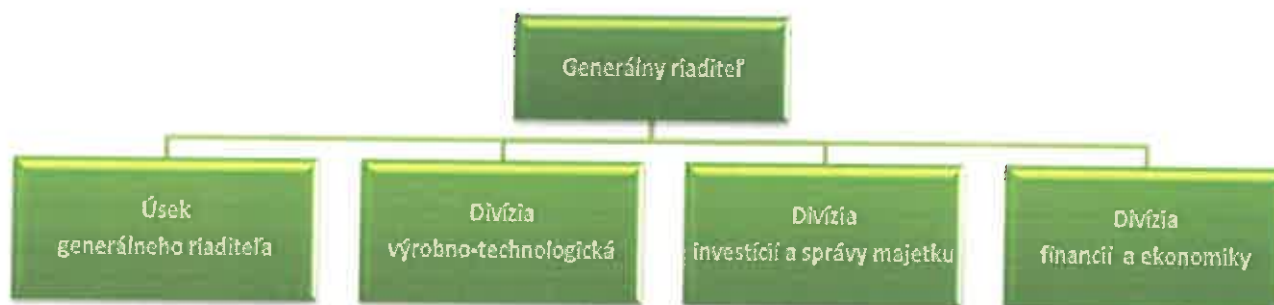 Generálny riaditeľ
Úsek
generálneho riaditeľa
Divízia
výrobno-technologická
Divízia
investícií a správy majetku
Divízia
financií a ekonomiky